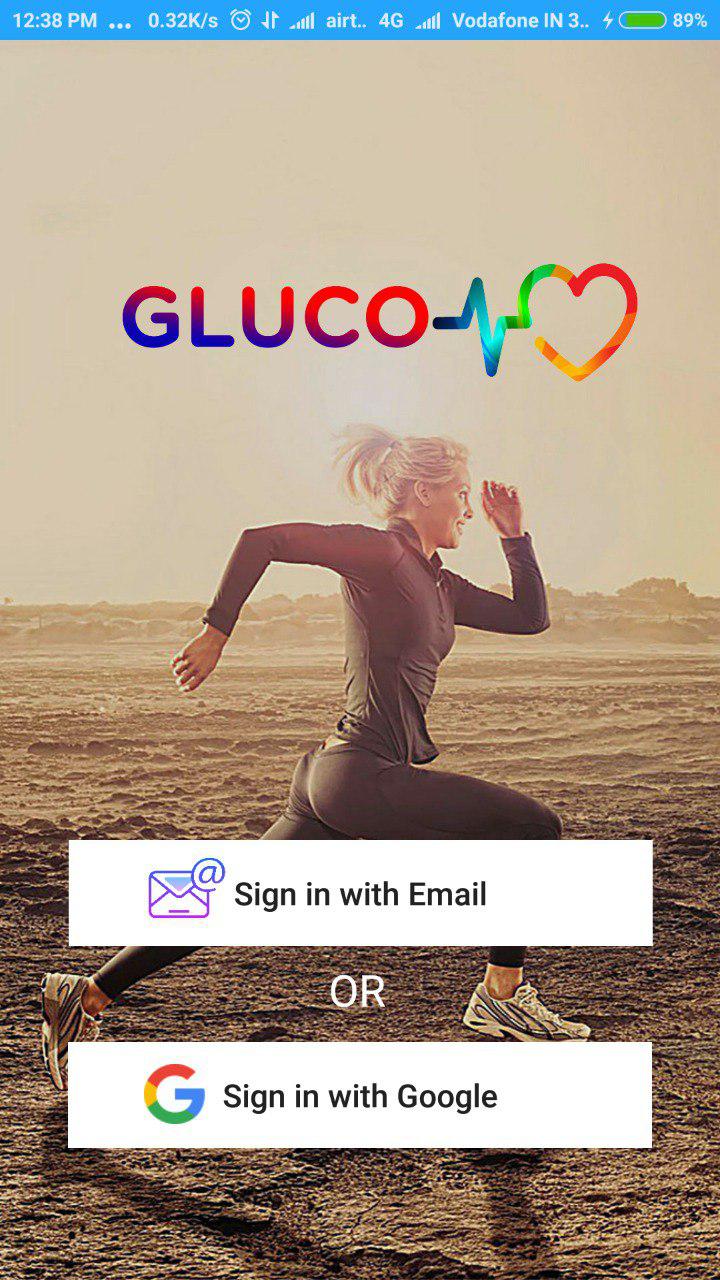 12:38 PM ... 0.32K/s airt.. 4G Vodafone IN 3.. 89%
GLUCO
@ Sign in with Email
OR
G Sign in with Google